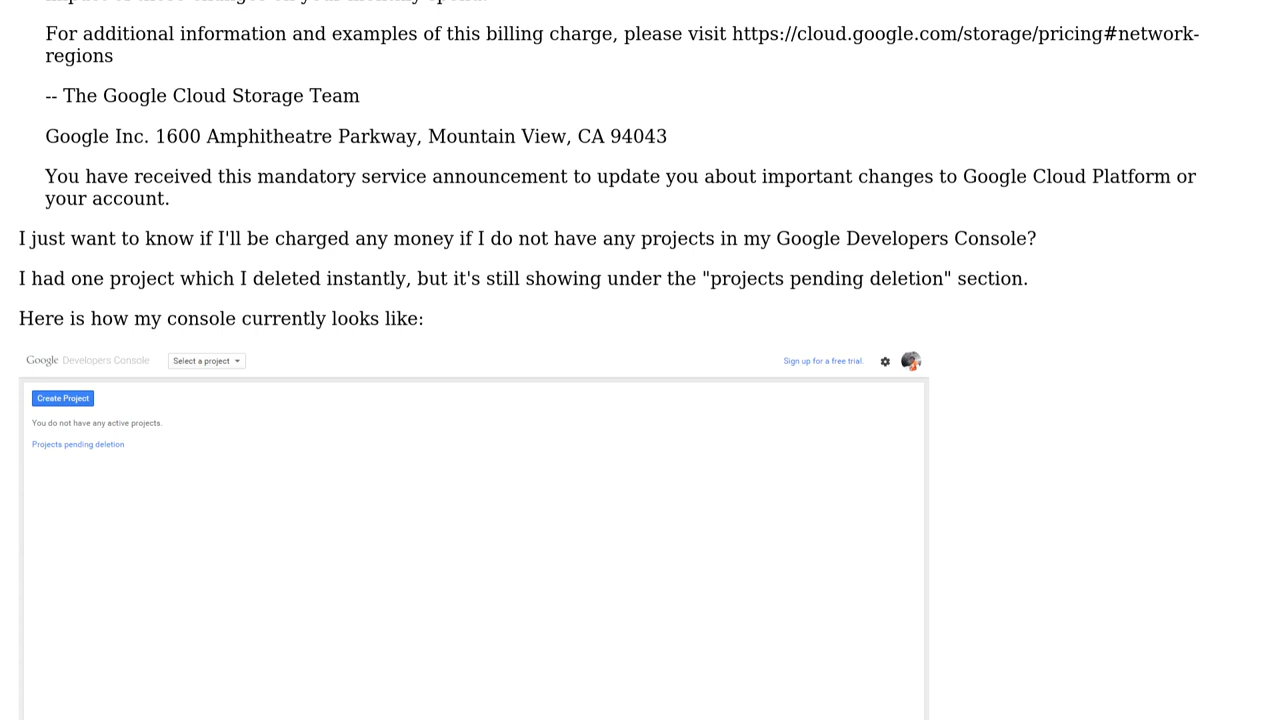 For additional information and examples of this billing charge, please visit https://cloud.google.com/storage/pricing#network-
regions
-- The Google Cloud Storage Team
Google Inc. 1600 Amphitheatre Parkway, Mountain View, CA 94043
You have received this mandatory service announcement to update you about important changes to Google Cloud Platform or
your account.
I just want to know if I'll be charged any money if I do not have any projects in my Google Developers Console?
I had one project which I deleted instantly, but it's still showing under the "projects pending deletion" section.
Here is how my console currently looks like:
Google Developers Console Select a project Sign up for a free trial.
Create Project
You do not have any active projects.
Projects pending deletion